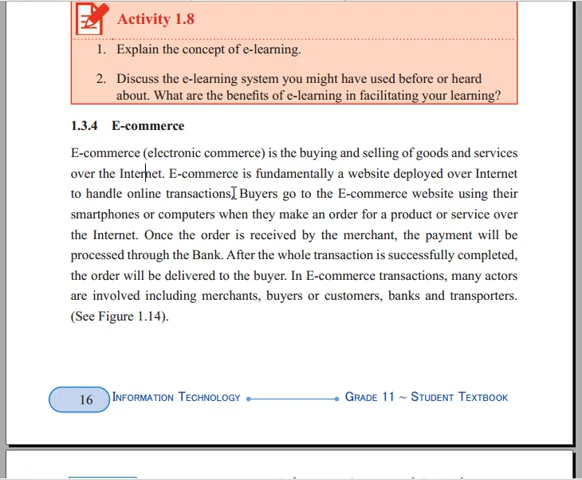 Activity 1.8
1. Explain the concept of e-learning.
2. Discuss the e-learning system you might have used before or heard
about. What are the benefits of e-learning in facilitating your learning?
1.3.4 E-commerce
E-commerce (electronic commerce) is the buying and selling of goods and services
over the Internet. E-commerce is fundamentally a website deployed over Internet
to handle online transactions. Buyers go to the E-commerce website using their
smartphones or computers when they make an order for a product or service over
the Internet. Once the order is received by the merchant, the payment will be
processed through the Bank. After the whole transaction is successfully completed,
the order will be delivered to the buyer. In E-commerce transactions, many actors
are involved including merchants, buyers or customers, banks and transporters.
(See Figure 1.14).
16 Information Technology Grade 11 ~ Student Textbook